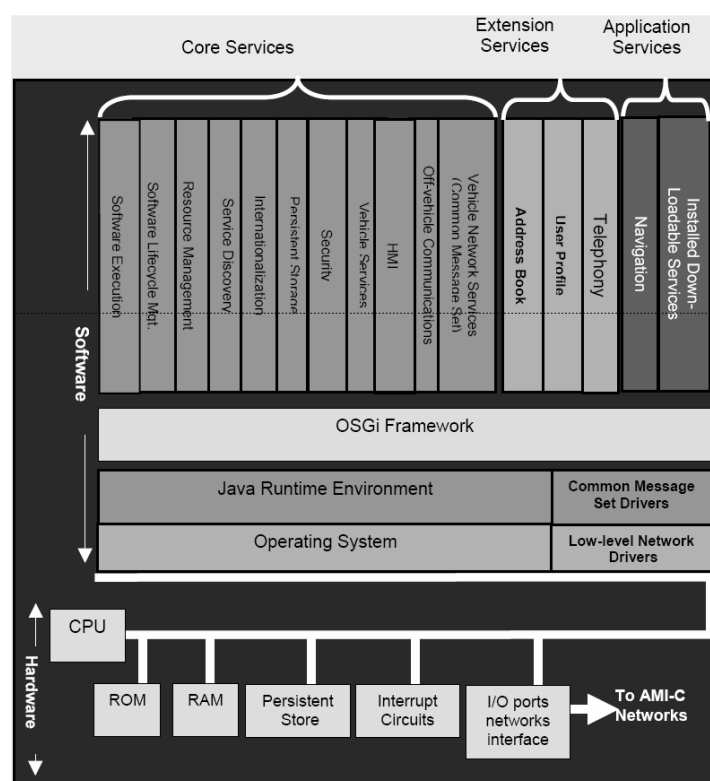 Core Services
Extension
Services
Application
Services
Software
Software Execution
Software Lifecycle Mgt.
Resource Management
Service Discovery
Internationalization
Persistent Storage
Security
Vehicle Services
HMI
Off-vehicle Communications
Vehicle Network Services
(Common Message Set)
Address Book
User Profile
Telephony
Navigation
Installed Down-
Loadable Services
OSGi Framework
Java Runtime Environment
Common Message
Set Drivers
Operating System
Low-level Network
Drivers
Hardware
CPU
ROM
RAM
Persistent
Store
Interrupt
Circuits
I/O ports
networks
interface
To AMI-C
Networks